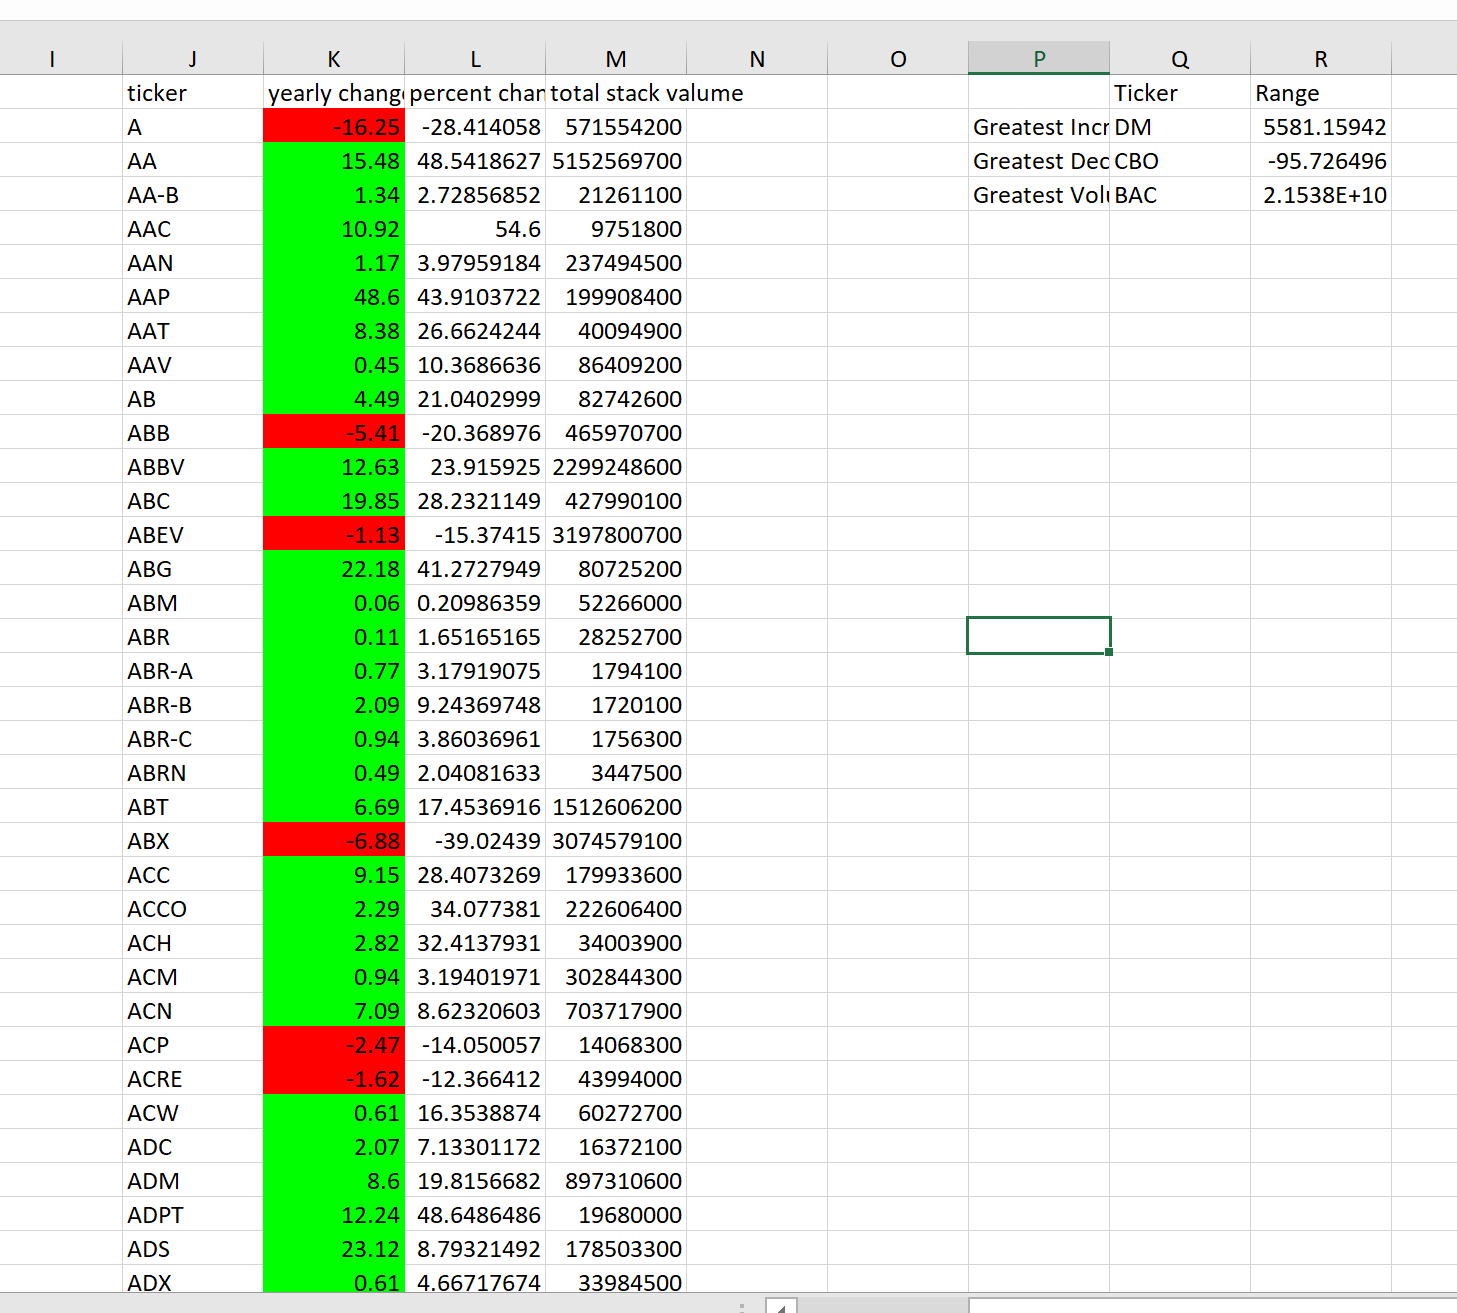 I J K L M N O P Q R
ticker yearly chang percent chan total stack valume Ticker Range
A -16.25 -28.414058 571554200 Greatest Incr DM 5581.15942
AA 15.48 48.5418627 5152569700 Greatest Dec CBO -95.726496
AA-B 1.34 2.72856852 21261100 Greatest Volu BAC 2.1538E+10
AAC 10.92 54.6 9751800
AAN 1.17 3.97959184 237494500
AAP 48.6 43.9103722 199908400
AAT 8.38 26.6624244 40094900
AAV 0.45 10.3686636 86409200
AB 4.49 21.0402999 82742600
ABB -5.41 -20.368976 465970700
ABBV 12.63 23.915925 2299248600
ABC 19.85 28.2321149 427990100
ABEV -1.13 -15.37415 3197800700
ABG 22.18 41.2727949 80725200
ABM 0.06 0.20986359 52266000
ABR 0.11 1.65165165 28252700
ABR-A 0.77 3.17919075 1794100
ABR-B 2.09 9.24369748 1720100
ABR-C 0.94 3.86036961 1756300
ABRN 0.49 2.04081633 3447500
ABT 6.69 17.4536916 1512606200
ABX -6.88 -39.02439 3074579100
ACC 9.15 28.4073269 179933600
ACCO 2.29 34.077381 222606400
ACH 2.82 32.4137931 34003900
ACM 0.94 3.19401971 302844300
ACN 7.09 8.62320603 703717900
ACP -2.47 -14.050057 14068300
ACRE -1.62 -12.366412 43994000
ACW 0.61 16.3538874 60272700
ADC 2.07 7.13301172 16372100
ADM 8.6 19.8156682 897310600
ADPT 12.24 48.6486486 19680000
ADS 23.12 8.79321492 178503300
ADX 0.61 4.66717674 33984500